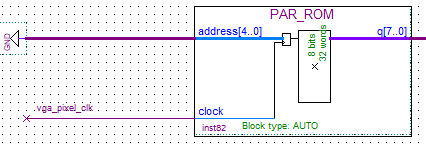 PAR_ROM
GND
address[4..0]
q[7..0]
8 bits
32 words
vga_pixel_clk
clock
inst82
Block type: AUTO